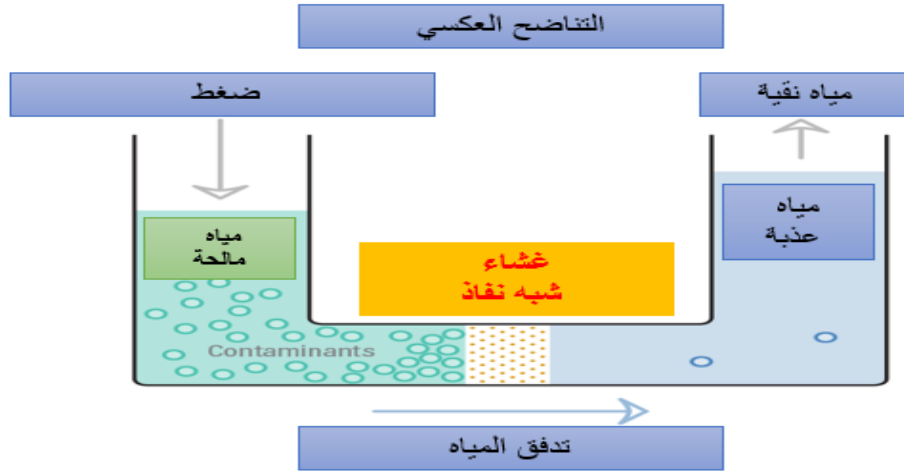 التناضح العكسي
ضغط
مياه نقية
مياه
مالحة
غشاء
شبه نفاذ
مياه
عذبة
Contaminants
تدفق المياه